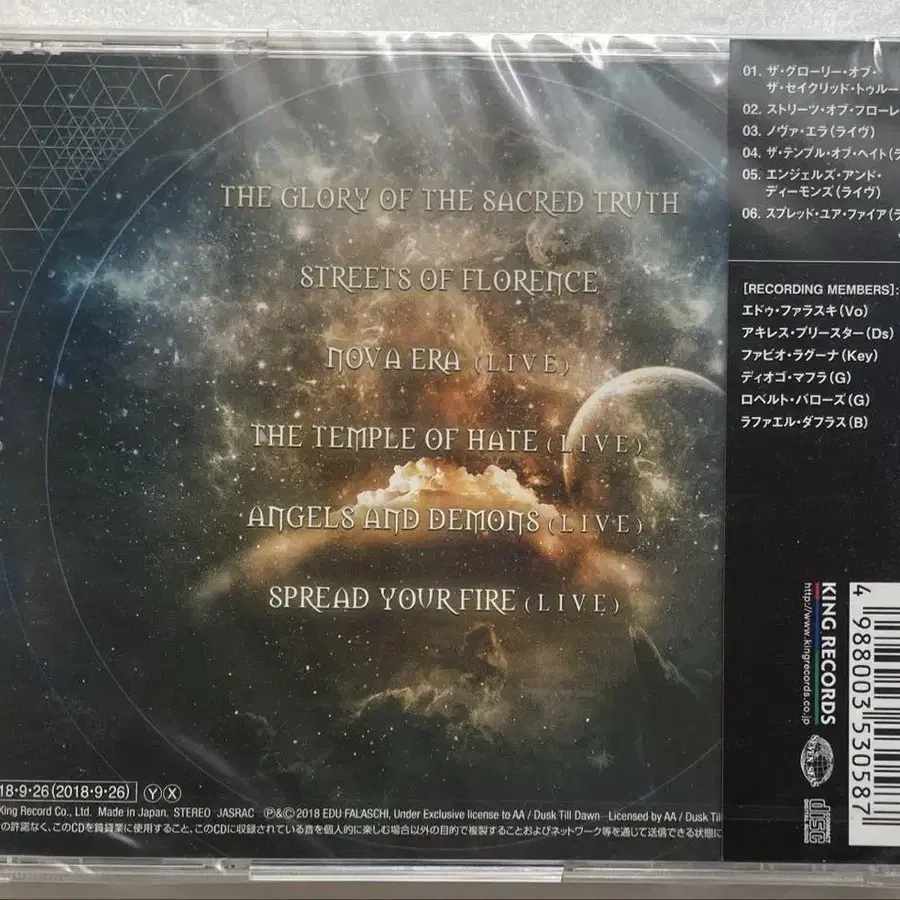 THE GLORY OF THE SACRED TRUTH
STREETS OF FLORENCE
NOVA ERA (LIVE)
THE TEMPLE OF HATE (LIVE)
ANGELS AND DEMONS (LIVE)
SPREAD YOUR FIRE (LIVE)
01. ザ・グローリー・オブ・
ザ・セイクリッド・トゥルー
02. ストリーツ・オブ・フローレ
03. ノヴァ・エラ(ライヴ)
04. ザ・テンプル・オブ・ヘイト(ラ
05. エンジェルズ・アンド・
ディーモンズ(ライヴ)
06. スプレッド・ユア・ファイア(ラ
[RECORDING MEMBERS]:
エドゥ・ファラスキ(Vo)
アキレス・プリースター(Ds)
ファビオ・ラグーナ(Key)
ディオゴ・マフラ(G)
ロベルト・バローズ(G)
ラファエル・ダフラス(B)
KING RECORDS
http://www.kingrecords.co.jp
4 988003 530587
COMPACT
disc
DIGITAL AUDIO
18・9・26(2018・9・26) Ⓨ Ⓧ
King Record Co., Ltd. Made in Japan, STEREO JASRAC Ⓟ&Ⓒ 2018 EDU FALASCHI, Under Exclusive license to AA / Dusk Till Dawn Licensed by AA / Dusk Til
の許諾なく、このCDを賃貸業に使用すること、このCDに収録されている音を個人的に楽しむ場合以外の目的で複製することおよびネットワーク等を通じて送信できる状態に